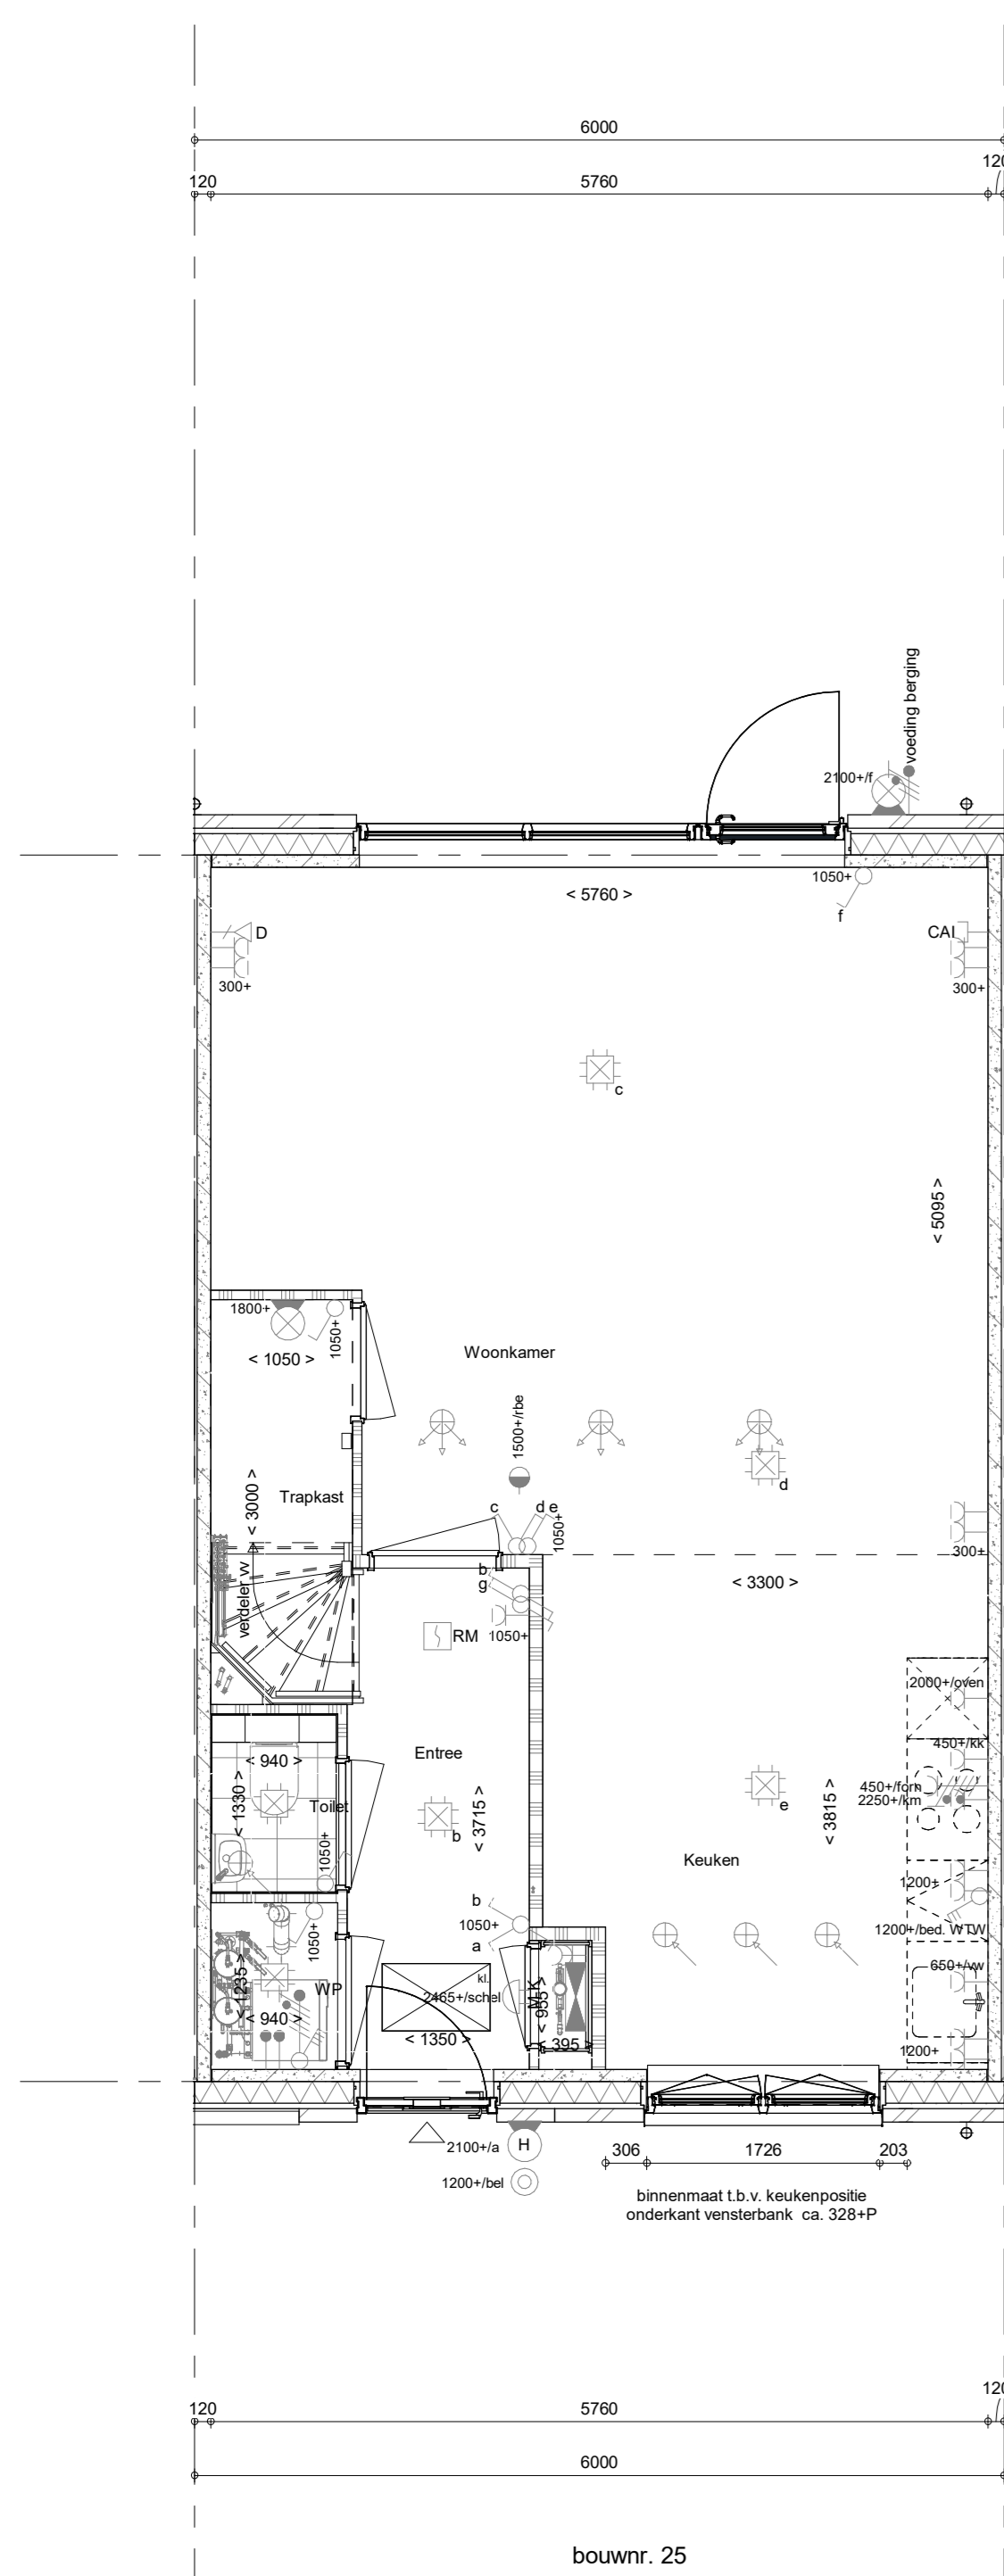 6000
120
5760
120
voeding berging
2100+/f
1050+
f
< 5760 >
D
300+
CAI
300+
c
< 5095 >
1800+
1050+
< 1050 >
Woonkamer
1500+/rbe
d
Trapkast
< 3000 >
c
d e
1050+
300+
verdeler vv
b
g
< 3300 >
RM
1050+
2000+/oven
450+/kk
450+/forn
2250+/km
Entree
< 940 >
< 1330 >
Toilet
b
< 3715 >
e
< 3815 >
1050+
Keuken
1200+
b
1050+
a
1200+/bed. WTW
1050+
650+/vw
WP
< 1235 >
< 940 >
kl.
2465+/schel
M-K
< 955 >
< 1350 >
< 395 >
1200+
2100+/a
H
1200+/bel
306
1726
203
binnenmaat t.b.v. keukenpositie
onderkant vensterbank ca. 328+P
120
5760
120
6000
bouwnr. 25